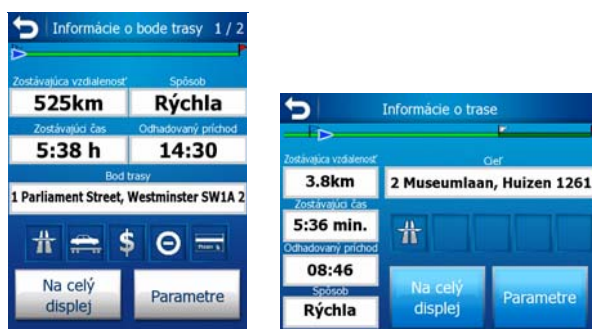 Informácie o bode trasy 1 / 2
Zostávajúca vzdialenosť Spôsob
525km Rýchla
Zostávajúci čas Odhadovaný príchod
5:38 h 14:30
Bod trasy
1 Parliament Street, Westminster SW1A 2
$
Na celý displej
Parametre
Informácie o trase
Zostávajúca vzdialenosť Cieľ
3.8km 2 Museumlaan, Huizen 1261
Zostávajúci čas
5:36 min.
Odhadovaný príchod
08:46
Spôsob
Rýchla
Na celý
displej
Parametre